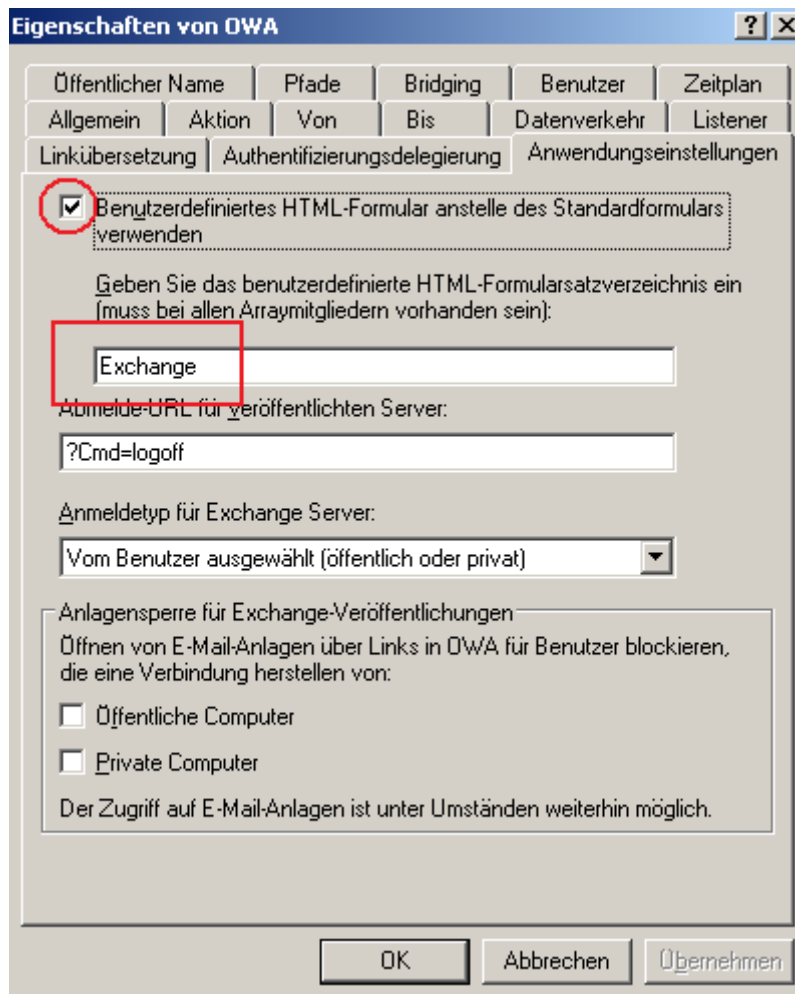 Eigenschaften von OWA
Öffentlicher Name Pfade Bridging Benutzer Zeitplan
Allgemein Aktion Von Bis Datenverkehr Listener
Linkübersetzung Authentifizierungsdelegierung Anwendungseinstellungen
Benutzerdefiniertes HTML-Formular anstelle des Standardformulars
verwenden
Geben Sie das benutzerdefinierte HTML-Formularsatzverzeichnis ein
(muss bei allen Arraymitgliedern vorhanden sein):
Exchange
Abmelde-URL für veröffentlichten Server:
?Cmd=logoff
Anmeldetyp für Exchange Server:
Vom Benutzer ausgewählt (öffentlich oder privat)
Anlagensperre für Exchange-Veröffentlichungen
Öffnen von E-Mail-Anlagen über Links in OWA für Benutzer blockieren,
die eine Verbindung herstellen von:
Öffentliche Computer
Private Computer
Der Zugriff auf E-Mail-Anlagen ist unter Umständen weiterhin möglich.
OK Abbrechen Übernehmen